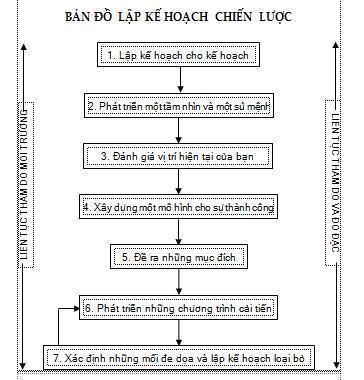 BẢN ĐỒ LẬP KẾ HOẠCH CHIẾN LƯỢC
1. Lập kế hoạch cho kế hoạch
2. Phát triển một tầm nhìn và một sứ mệnh
3. Đánh giá vị trí hiện tại của bạn
4. Xây dựng một mô hình cho sự thành công
5. Đề ra những mục đích
6. Phát triển những chương trình cải tiến
7. Xác định những mối đe dọa và lập kế hoạch loại bỏ
LIÊN TỤC THĂM DÒ MÔI TRƯỜNG
LIÊN TỤC THĂM DÒ VÀ ĐO ĐẠC